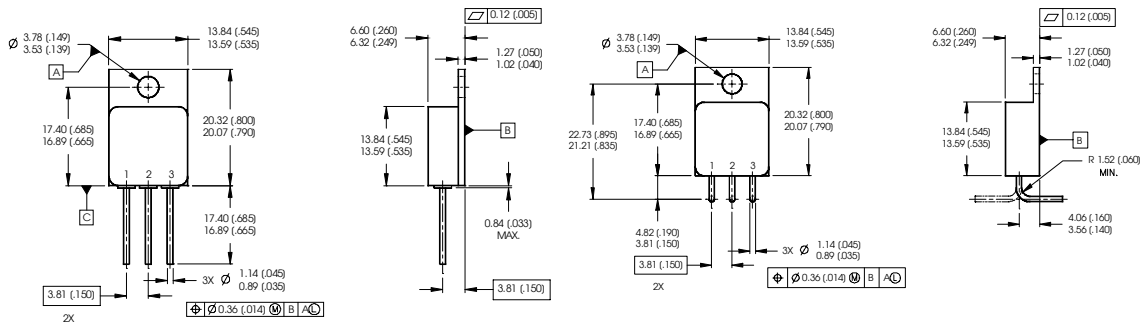 Ø 3.78 (.149)
3.53 (.139)
13.84 (.545)
13.59 (.535)
A
17.40 (.685)
16.89 (.665)
20.32 (.800)
20.07 (.790)
1 2 3
C
17.40 (.685)
16.89 (.665)
3X Ø 1.14 (.045)
0.89 (.035)
3.81 (.150)
2X
⌖ Ø 0.36 (.014) Ⓜ B A Ⓛ
▱ 0.12 (.005)
6.60 (.260)
6.32 (.249)
1.27 (.050)
1.02 (.040)
13.84 (.545)
13.59 (.535)
B
0.84 (.033)
MAX.
3.81 (.150)
Ø 3.78 (.149)
3.53 (.139)
13.84 (.545)
13.59 (.535)
A
22.73 (.895)
21.21 (.835)
17.40 (.685)
16.89 (.665)
20.32 (.800)
20.07 (.790)
1 2 3
4.82 (.190)
3.81 (.150)
3.81 (.150)
2X
3X Ø 1.14 (.045)
0.89 (.035)
⌖ Ø 0.36 (.014) Ⓜ B A Ⓛ
▱ 0.12 (.005)
6.60 (.260)
6.32 (.249)
1.27 (.050)
1.02 (.040)
13.84 (.545)
13.59 (.535)
B
R 1.52 (.060)
MIN.
4.06 (.160)
3.56 (.140)